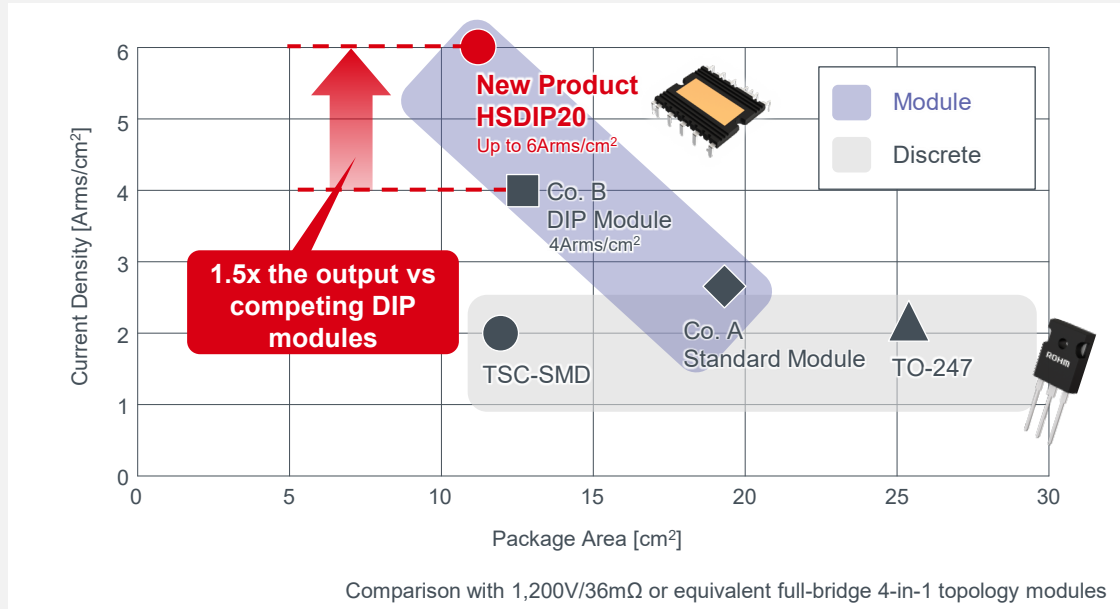 6
5
4
3
2
1
0
0
5
10
15
20
25
30
Current Density [Arms/cm²]
Package Area [cm²]
New Product
HSDIP20
Up to 6Arms/cm²
Co. B
DIP Module
4Arms/cm²
1.5x the output vs
competing DIP
modules
TSC-SMD
Co. A
Standard Module
TO-247
Module
Discrete
ROHM
Comparison with 1,200V/36mΩ or equivalent full-bridge 4-in-1 topology modules